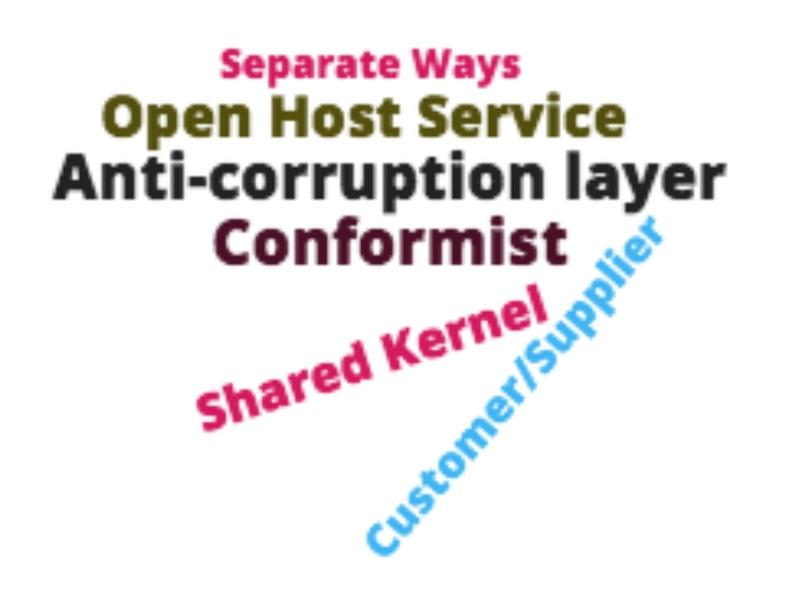 Separate Ways
Open Host Service
Anti-corruption layer
Conformist
Shared Kernel
Customer/Supplier